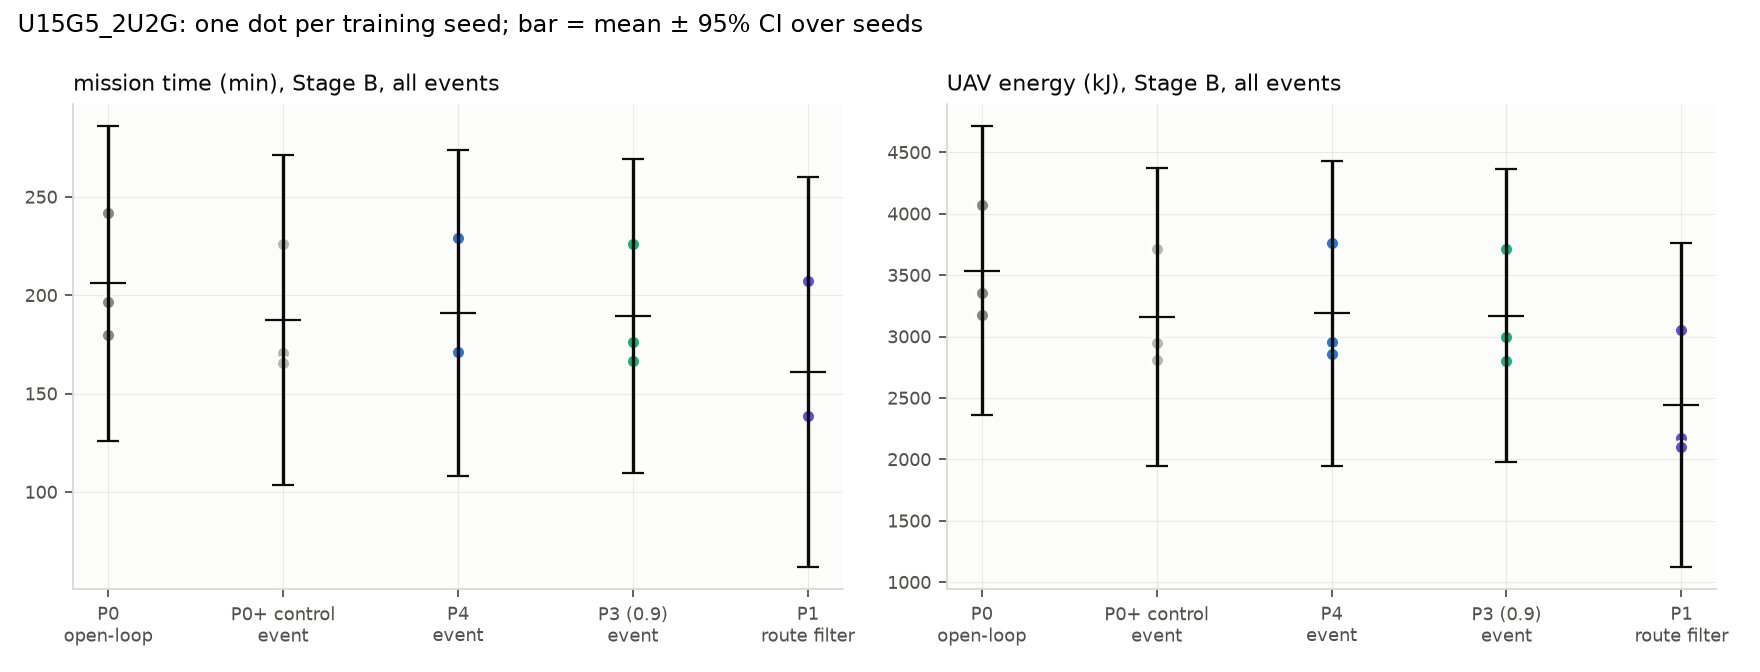 U15G5_2U2G: one dot per training seed; bar = mean ± 95% CI over seeds
mission time (min), Stage B, all events
250
200
150
100
P0
open-loop
P0+ control
event
P4
event
P3 (0.9)
event
P1
route filter
UAV energy (kJ), Stage B, all events
4500
4000
3500
3000
2500
2000
1500
1000
P0
open-loop
P0+ control
event
P4
event
P3 (0.9)
event
P1
route filter